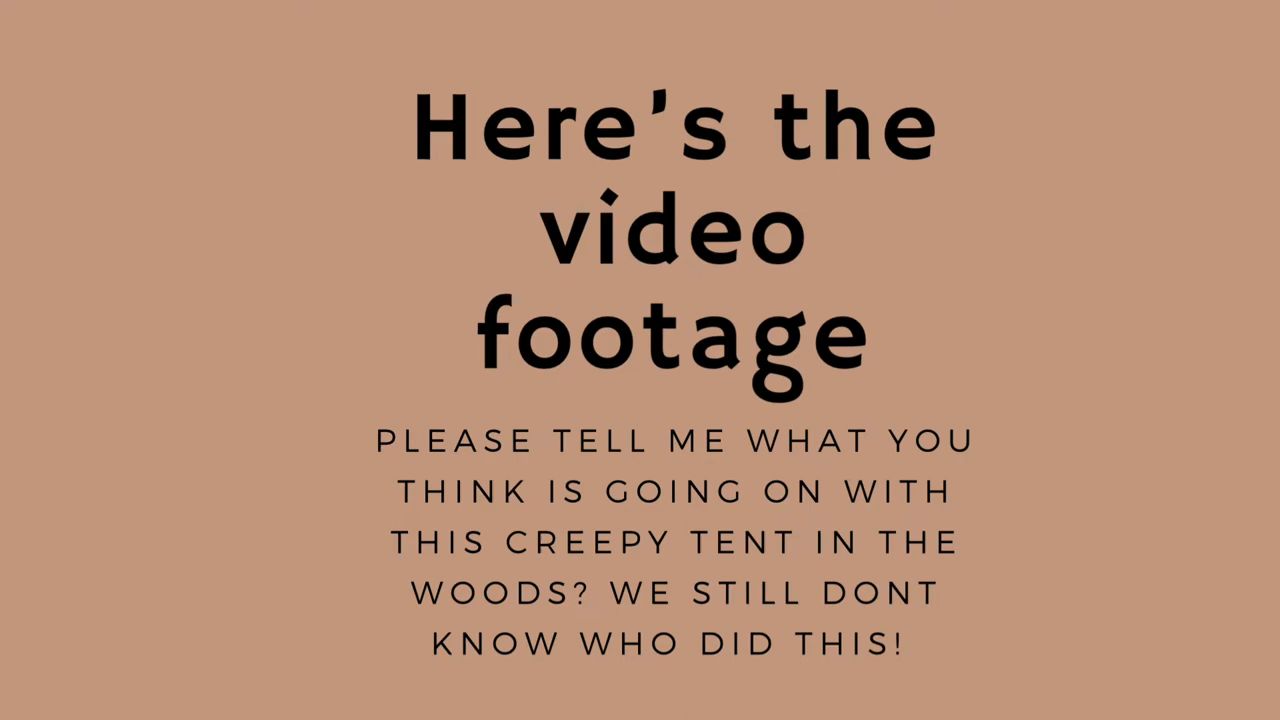 Here's the
video
footage
PLEASE TELL ME WHAT YOU
THINK IS GOING ON WITH
THIS CREEPY TENT IN THE
WOODS? WE STILL DONT
KNOW WHO DID THIS!